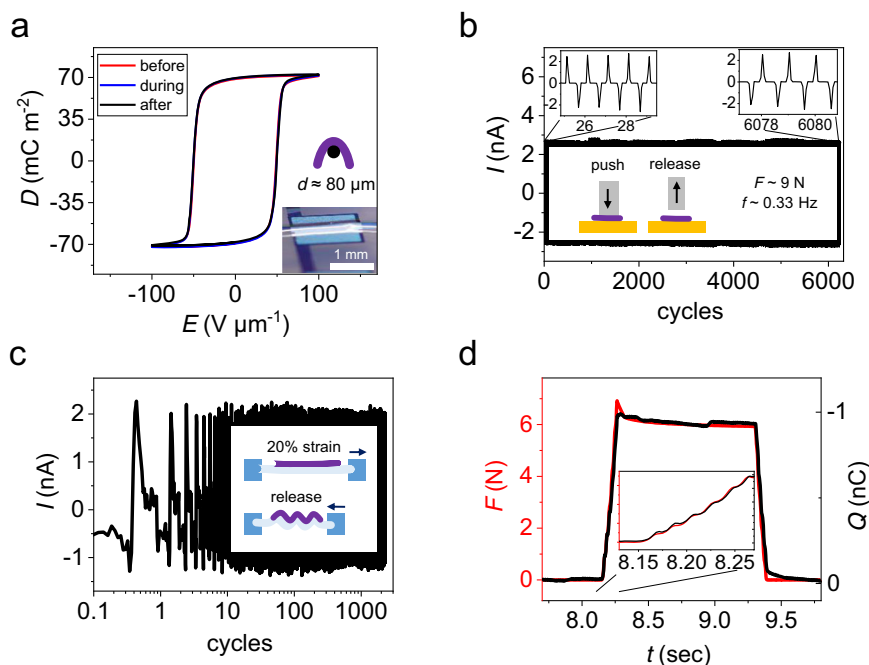 a
before
during
after
70
35
0
-35
-70
D (mC m⁻²)
d ≈ 80 µm
1 mm
-100
0
100
E (V µm⁻¹)
b
6
4
2
0
-2
I (nA)
2
1
0
-1
-2
26
28
2
1
0
-1
-2
6078
6080
push
release
F ~ 9 N
f ~ 0.33 Hz
0
2000
4000
6000
cycles
c
2
1
0
-1
I (nA)
20% strain
release
0.1
1
10
100
1000
cycles
d
6
4
2
0
F (N)
-1
0
Q (nC)
8.15
8.20
8.25
8.0
8.5
9.0
9.5
t (sec)